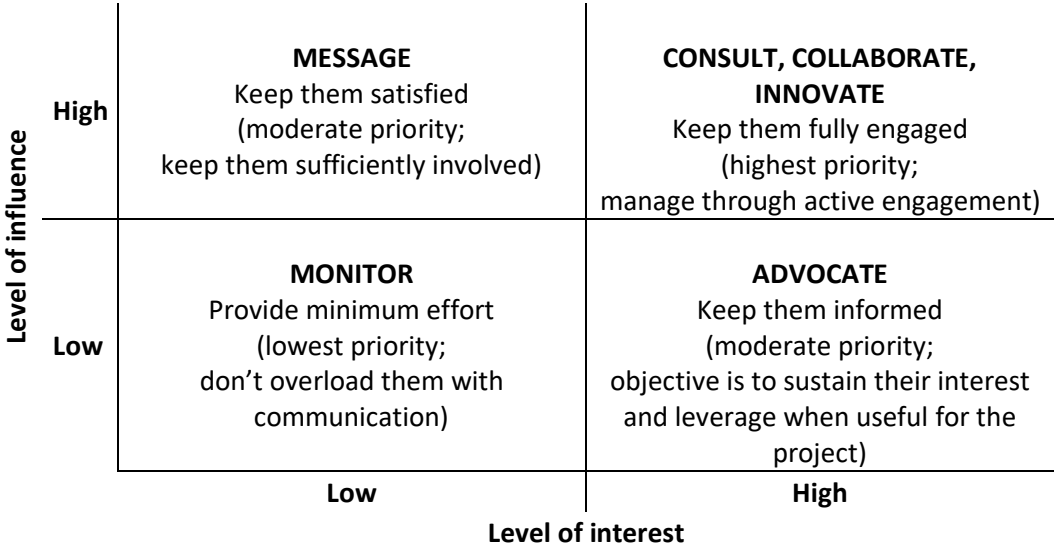 Level of influence
High
MESSAGE
Keep them satisfied
(moderate priority;
keep them sufficiently involved)
CONSULT, COLLABORATE,
INNOVATE
Keep them fully engaged
(highest priority;
manage through active engagement)
Low
MONITOR
Provide minimum effort
(lowest priority;
don’t overload them with
communication)
ADVOCATE
Keep them informed
(moderate priority;
objective is to sustain their interest
and leverage when useful for the
project)
Low
High
Level of interest